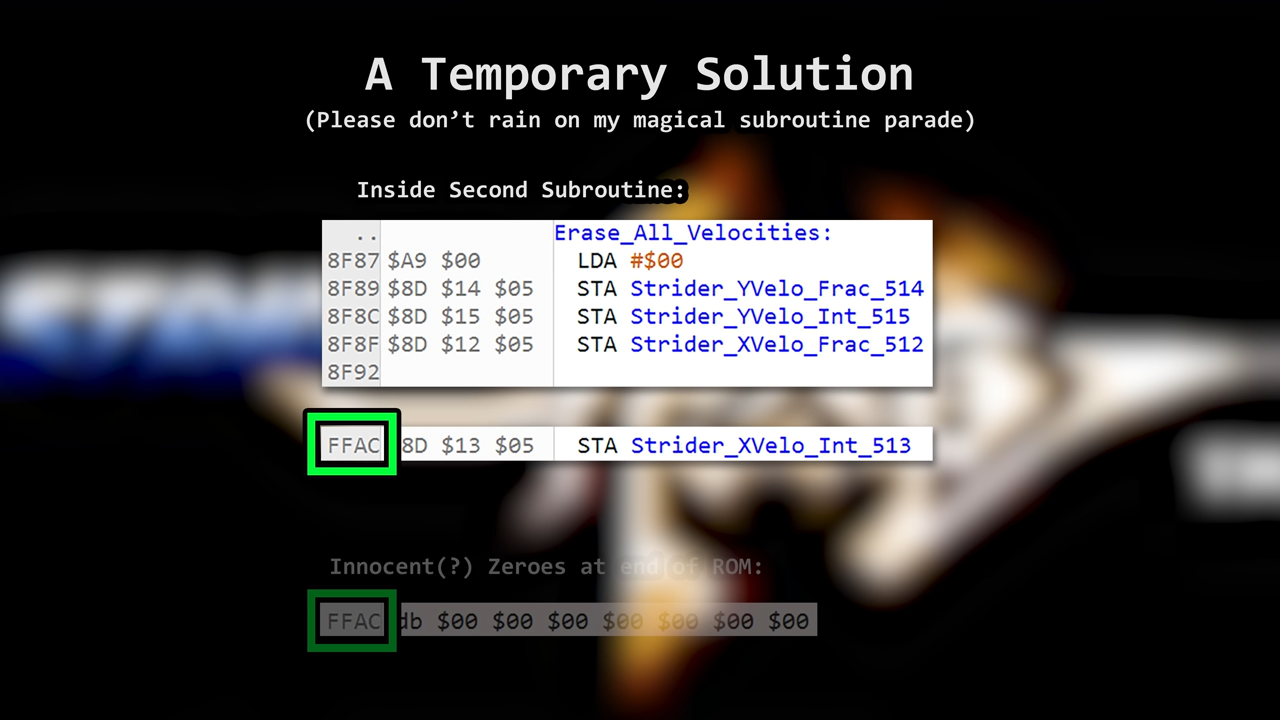 A Temporary Solution
(Please don’t rain on my magical subroutine parade)
Inside Second Subroutine:
.. Erase_All_Velocities:
8F87 $A9 $00 LDA #$00
8F89 $8D $14 $05 STA Strider_YVelo_Frac_514
8F8C $8D $15 $05 STA Strider_YVelo_Int_515
8F8F $8D $12 $05 STA Strider_XVelo_Frac_512
8F92
FFAC 8D $13 $05 STA Strider_XVelo_Int_513
Innocent(?) Zeroes at end of ROM:
FFAC db $00 $00 $00 $00 $00 $00 $00